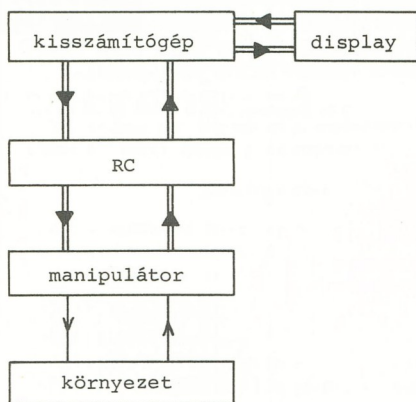 kisszámítógép
display
RC
manipulátor
környezet